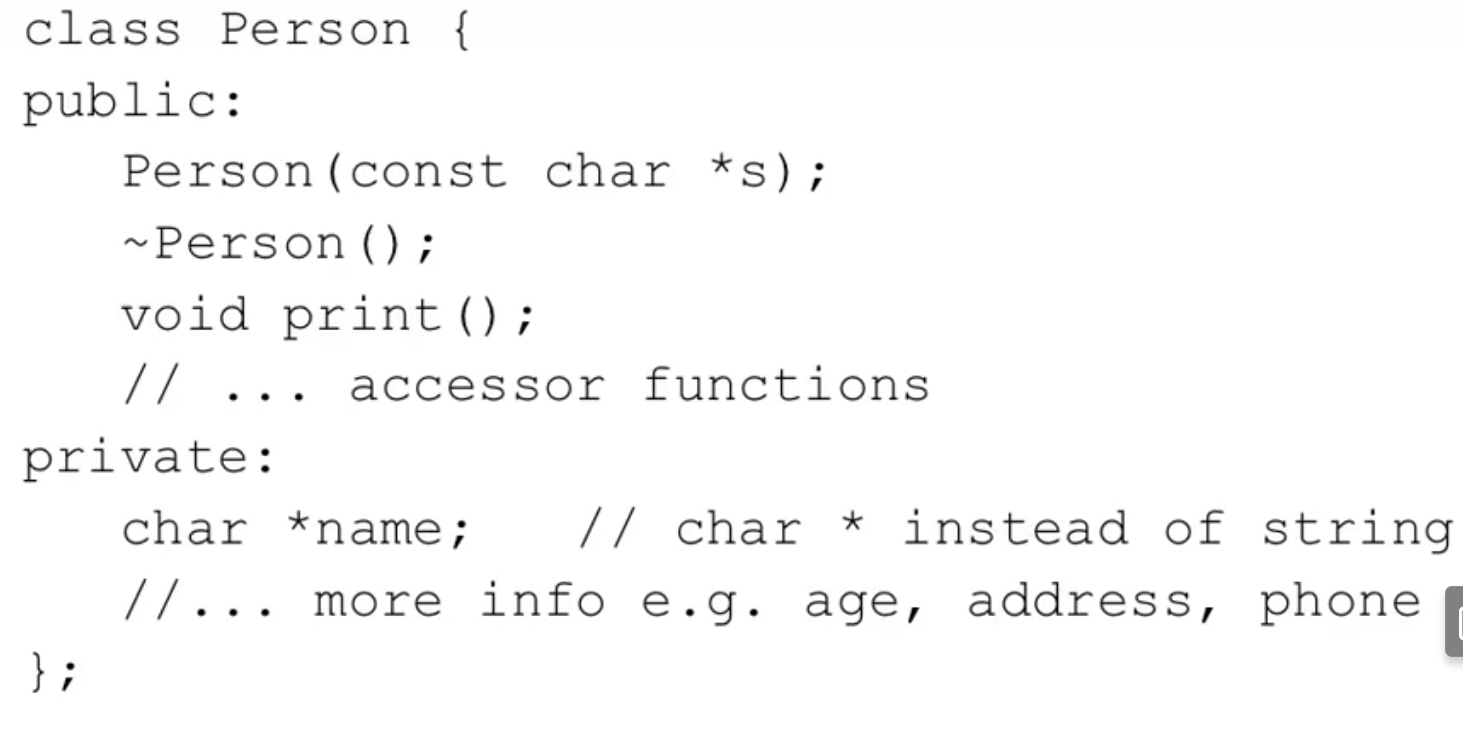 class Person {
public:
   Person(const char *s);
   ~Person();
   void print();
   // ... accessor functions
private:
   char *name;   // char * instead of string
   //... more info e.g. age, address, phone
};